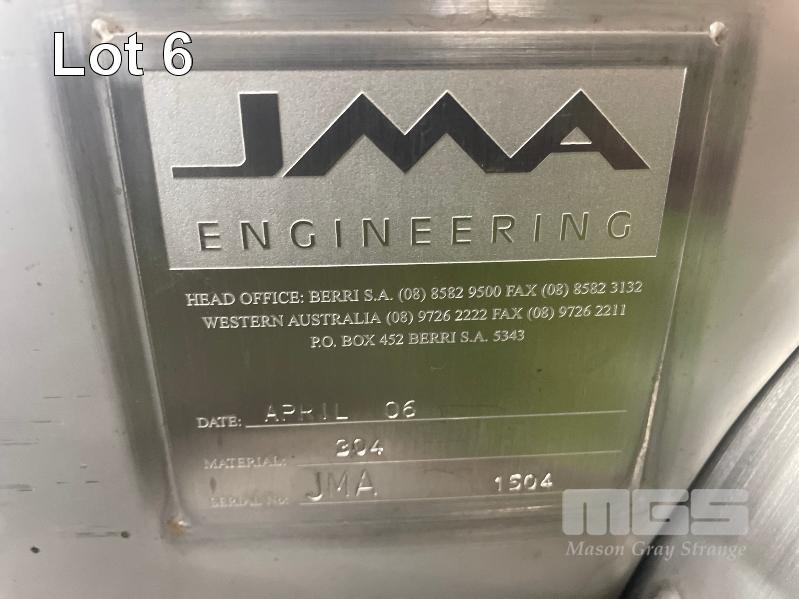 Lot 6
JMA
ENGINEERING
HEAD OFFICE: BERRI S.A. (08) 8582 9500 FAX (08) 8582 3132
WESTERN AUSTRALIA (08) 9726 2222 FAX (08) 9726 2211
P.O. BOX 452 BERRI S.A. 5343
DATE: APRIL 06
MATERIAL: 304
SERIAL No: JMA 1504
MGS
Mason Gray Strange